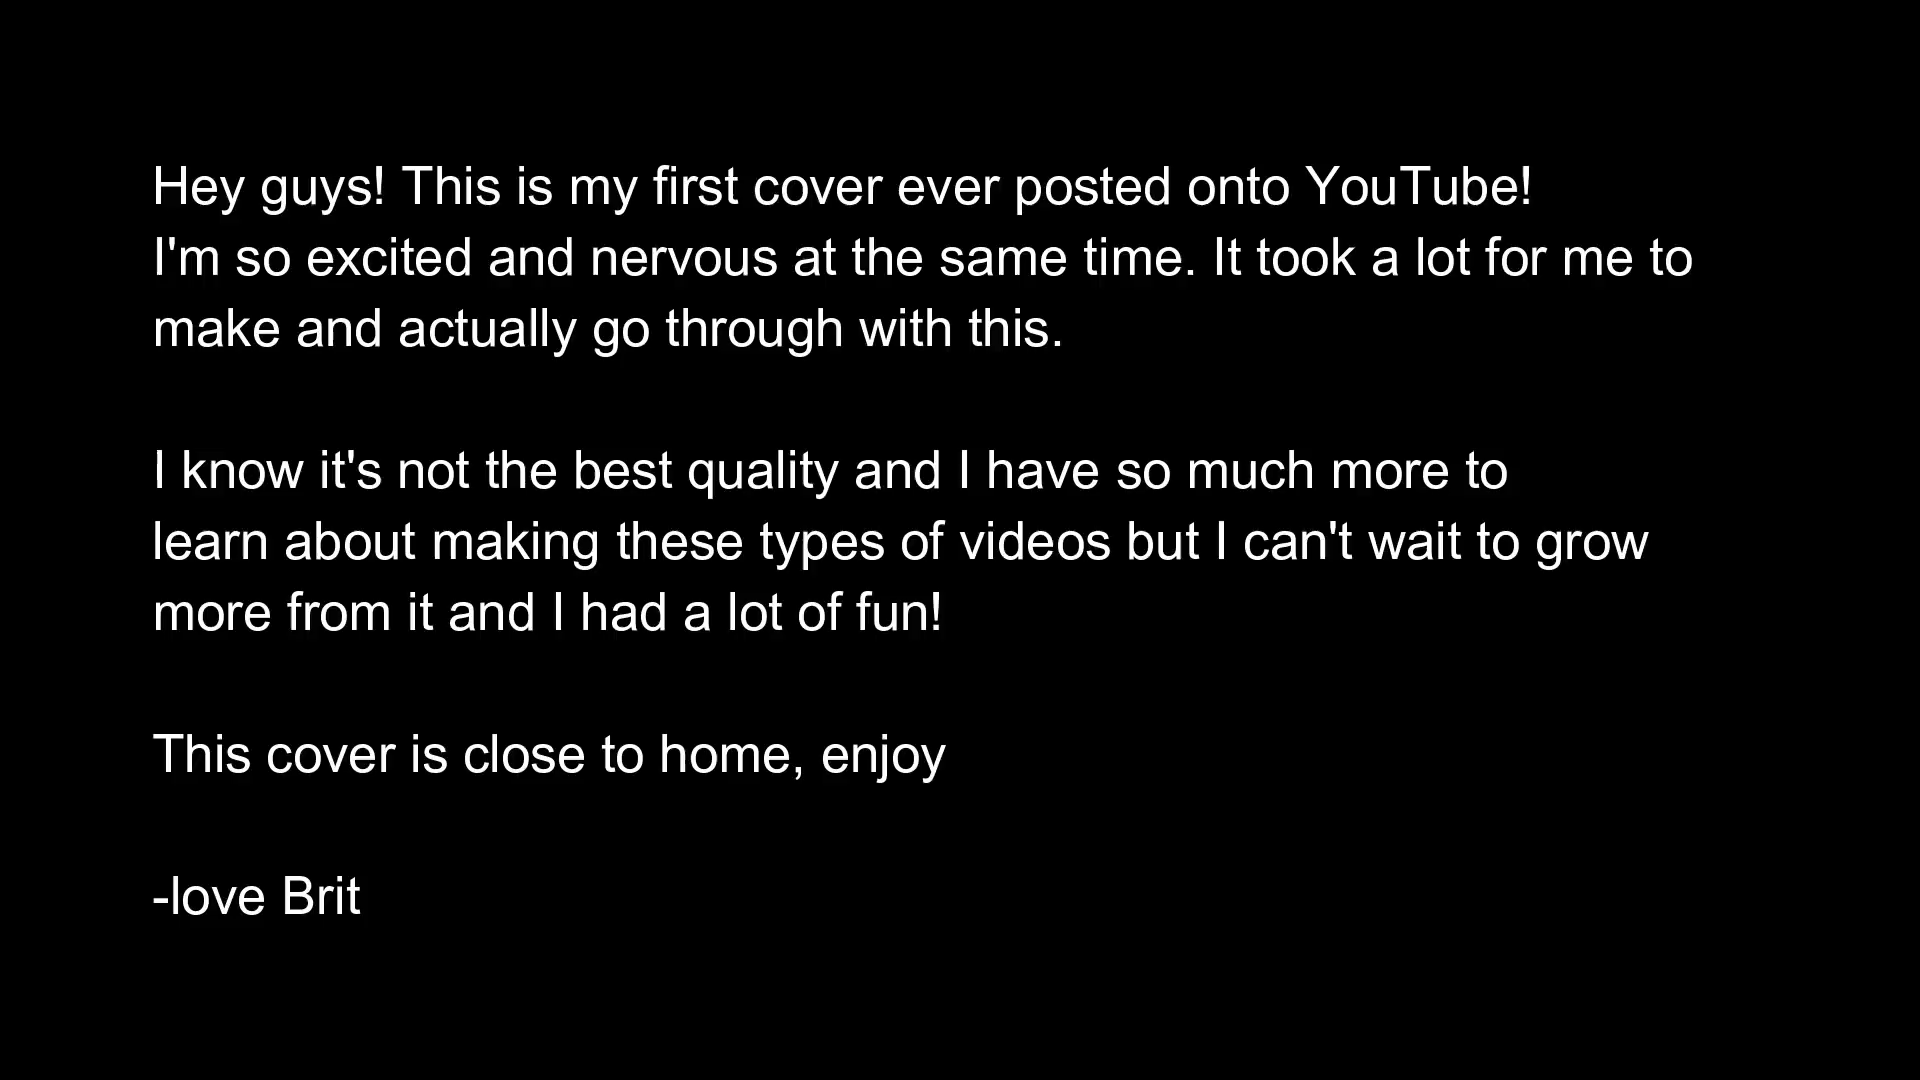 Hey guys! This is my first cover ever posted onto YouTube!
I'm so excited and nervous at the same time. It took a lot for me to
make and actually go through with this.
I know it's not the best quality and I have so much more to
learn about making these types of videos but I can't wait to grow
more from it and I had a lot of fun!
This cover is close to home, enjoy
-love Brit